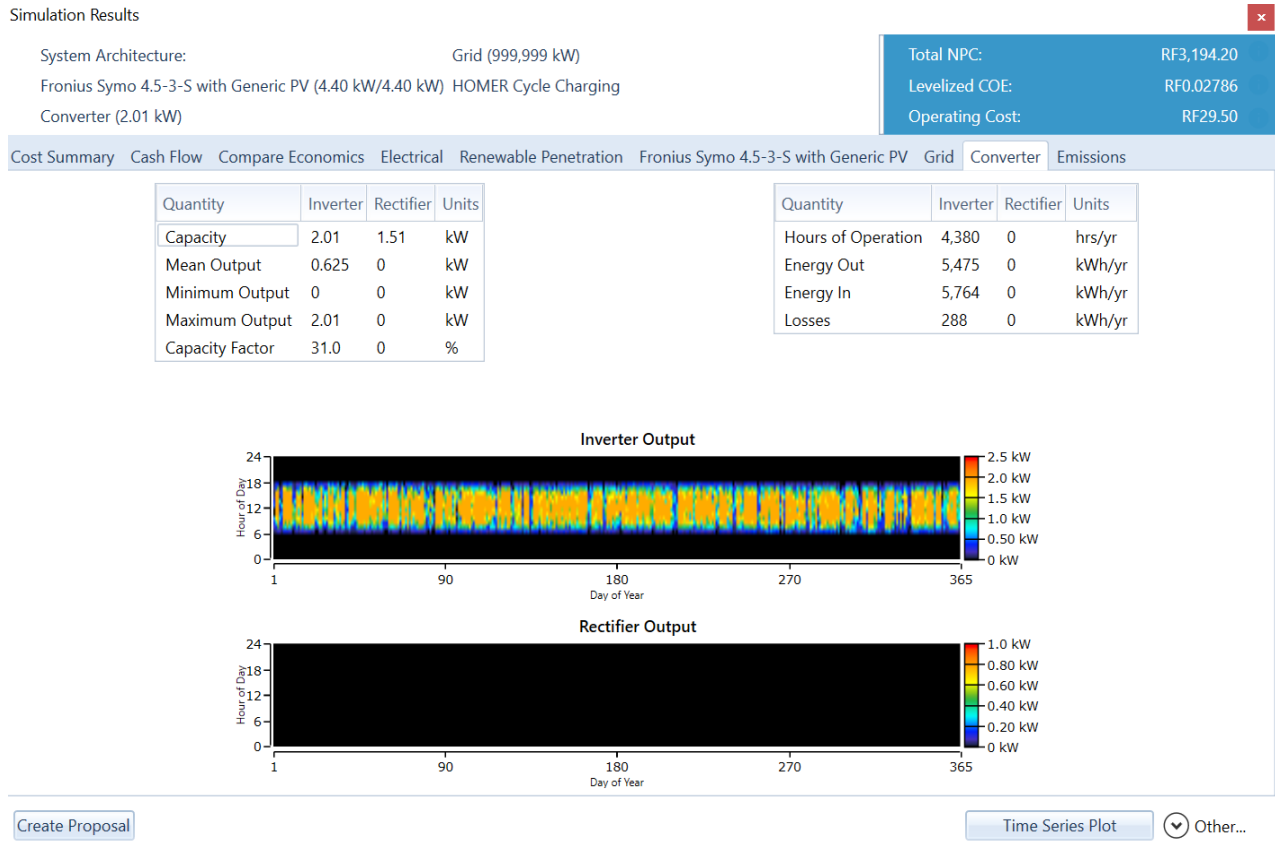 Simulation Results
System Architecture: Grid (999,999 kW) Total NPC: RF3,194.20
Fronius Symo 4.5-3-S with Generic PV (4.40 kW/4.40 kW) HOMER Cycle Charging Levelized COE: RF0.02786
Converter (2.01 kW) Operating Cost: RF29.50
Cost Summary Cash Flow Compare Economics Electrical Renewable Penetration Fronius Symo 4.5-3-S with Generic PV Grid Converter Emissions
Quantity Inverter Rectifier Units
Capacity 2.01 1.51 kW
Mean Output 0.625 0 kW
Minimum Output 0 0 kW
Maximum Output 2.01 0 kW
Capacity Factor 31.0 0 %
Quantity Inverter Rectifier Units
Hours of Operation 4,380 0 hrs/yr
Energy Out 5,475 0 kWh/yr
Energy In 5,764 0 kWh/yr
Losses 288 0 kWh/yr
Inverter Output
24
18
12
6
0
Hour of Day
2.5 kW
2.0 kW
1.5 kW
1.0 kW
0.50 kW
0 kW
1 90 180 270 365
Day of Year
Rectifier Output
24
18
12
6
0
Hour of Day
1.0 kW
0.80 kW
0.60 kW
0.40 kW
0.20 kW
0 kW
1 90 180 270 365
Day of Year
Create Proposal Time Series Plot Other...